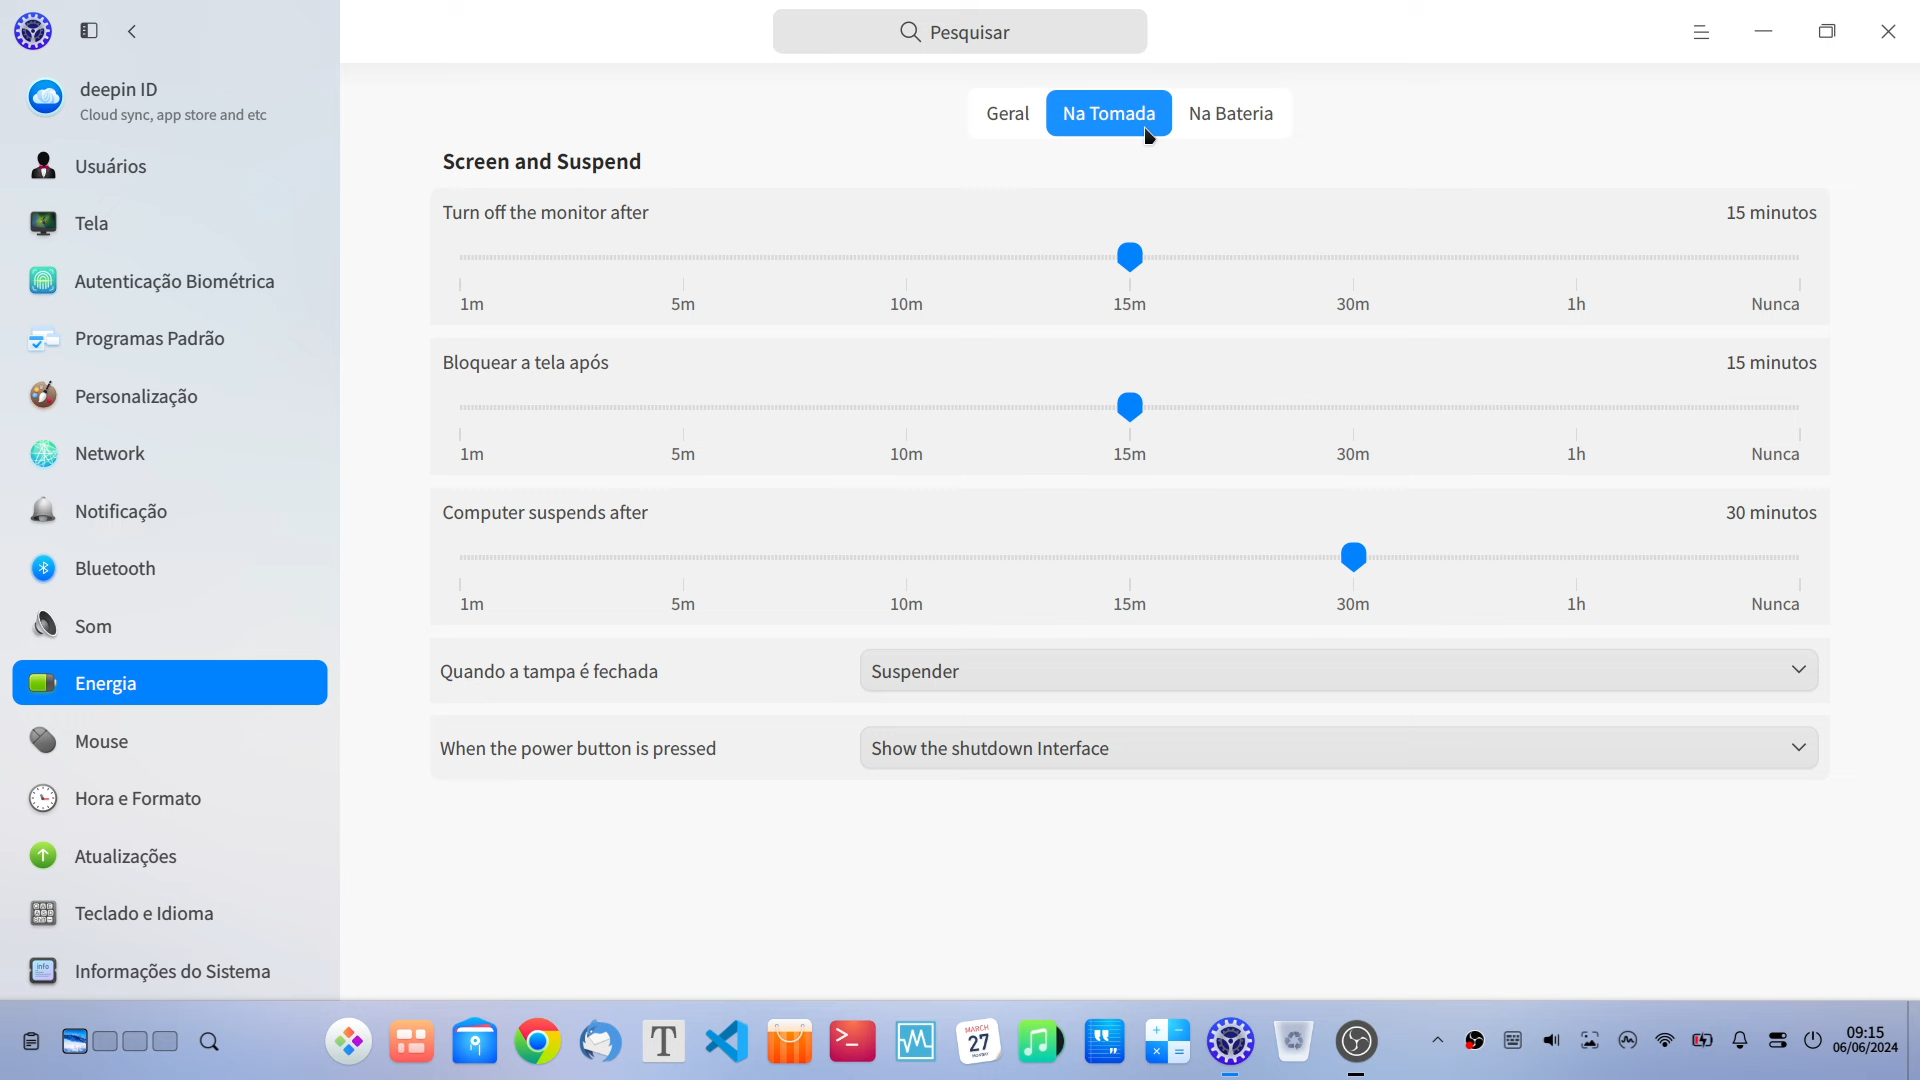 Pesquisar
deepin ID
Cloud sync, app store and etc
Usuários
Tela
Autenticação Biométrica
Programas Padrão
Personalização
Network
Notificação
Bluetooth
Som
Energia
Mouse
Hora e Formato
Atualizações
Teclado e Idioma
Informações do Sistema
Geral Na Tomada Na Bateria
Screen and Suspend
Turn off the monitor after 15 minutos
1m 5m 10m 15m 30m 1h Nunca
Bloquear a tela após 15 minutos
1m 5m 10m 15m 30m 1h Nunca
Computer suspends after 30 minutos
1m 5m 10m 15m 30m 1h Nunca
Quando a tampa é fechada Suspender
When the power button is pressed Show the shutdown Interface
T
MARCH
27
MONDAY
09:15
06/06/2024